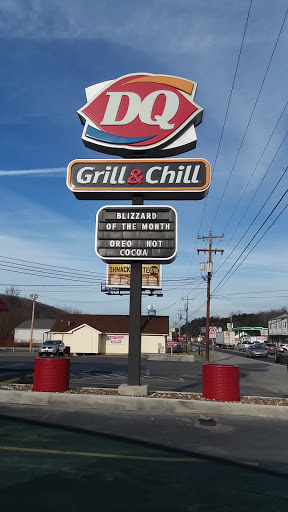 DQ
Grill & Chill
BLIZZARD
OF THE MONTH
OREO HOT
COCOA